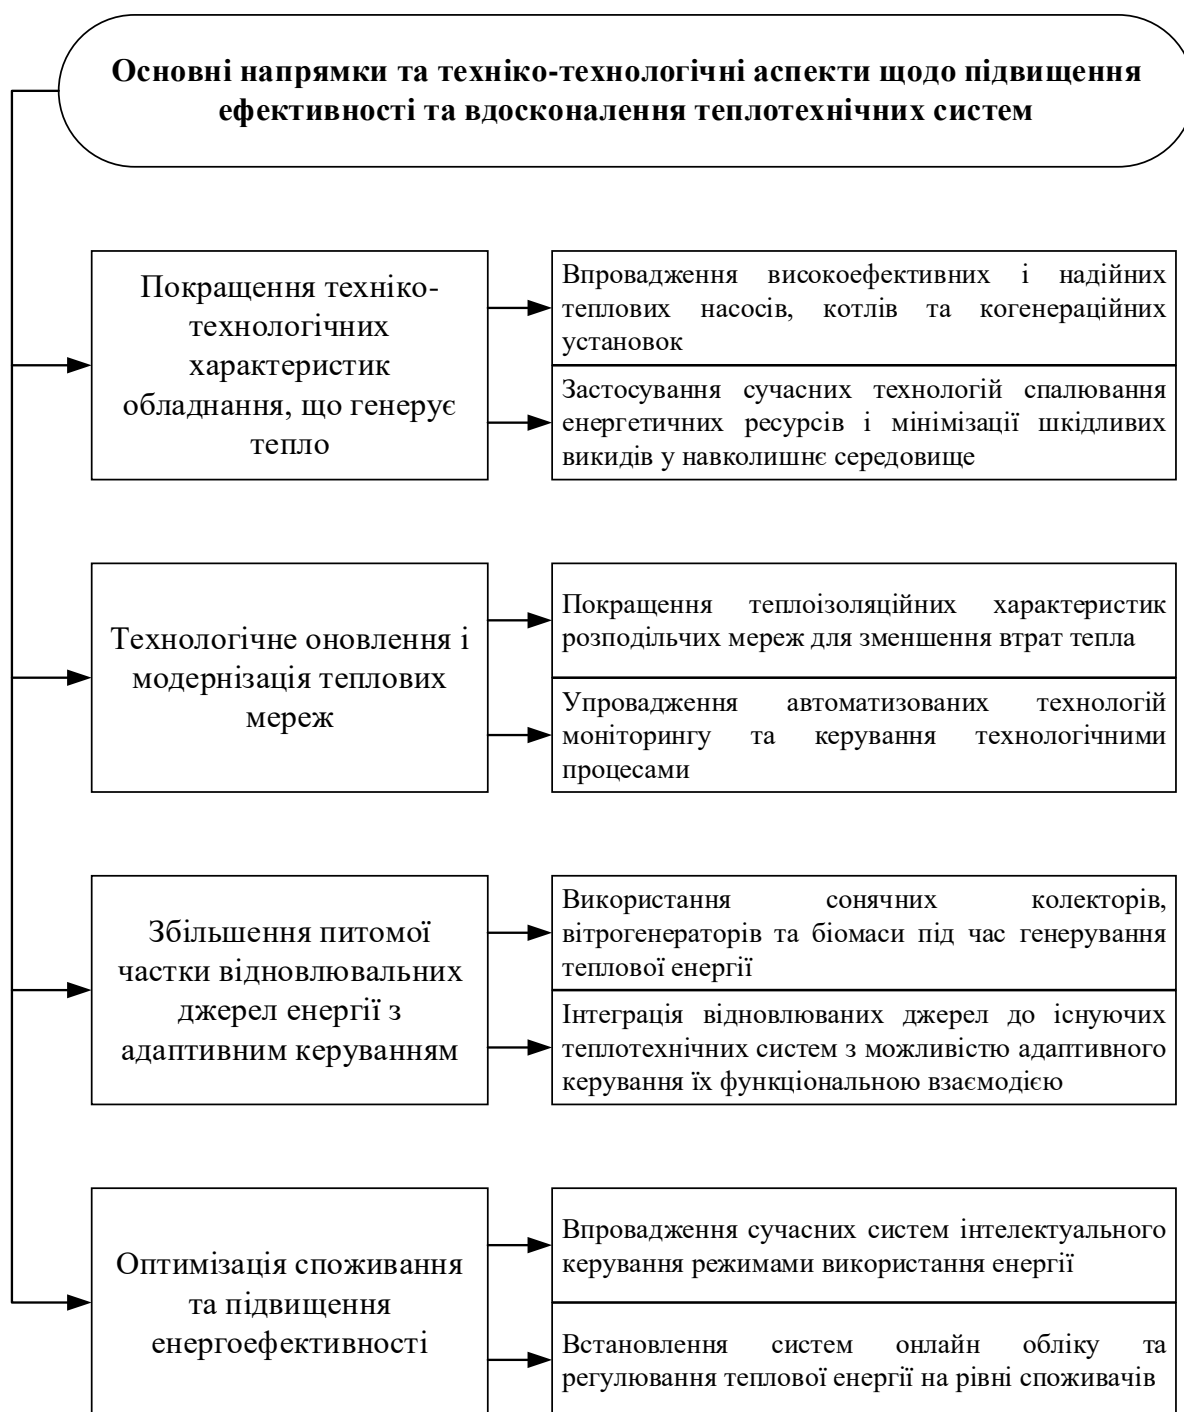 Основні напрямки та техніко-технологічні аспекти щодо підвищення
ефективності та вдосконалення теплотехнічних систем
Покращення техніко-
технологічних
характеристик
обладнання, що генерує
тепло
Впровадження високоефективних і надійних
теплових насосів, котлів та когенераційних
установок
Застосування сучасних технологій спалювання
енергетичних ресурсів і мінімізації шкідливих
викидів у навколишнє середовище
Технологічне оновлення і
модернізація теплових
мереж
Покращення теплоізоляційних характеристик
розподільчих мереж для зменшення втрат тепла
Упровадження автоматизованих технологій
моніторингу та керування технологічними
процесами
Збільшення питомої
частки відновлювальних
джерел енергії з
адаптивним керуванням
Використання сонячних колекторів,
вітрогенераторів та біомаси під час генерування
теплової енергії
Інтеграція відновлюваних джерел до існуючих
теплотехнічних систем з можливістю адаптивного
керування їх функціональною взаємодією
Оптимізація споживання
та підвищення
енергоефективності
Впровадження сучасних систем інтелектуального
керування режимами використання енергії
Встановлення систем онлайн обліку та
регулювання теплової енергії на рівні споживачів